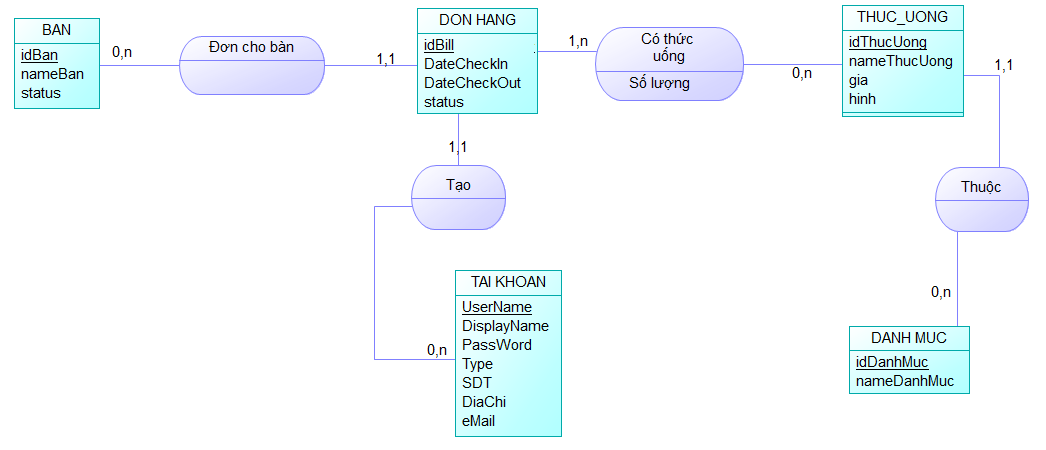 BAN
idBan
nameBan
status
0,n
Đơn cho bàn
1,1
DON HANG
idBill
DateCheckIn
DateCheckOut
status
1,n
Có thức
uống
Số lượng
0,n
THUC_UONG
idThucUong
nameThucUong
gia
hinh
1,1
1,1
Tạo
0,n
TAI KHOAN
UserName
DisplayName
PassWord
Type
SDT
DiaChi
eMail
Thuộc
0,n
DANH MUC
idDanhMuc
nameDanhMuc